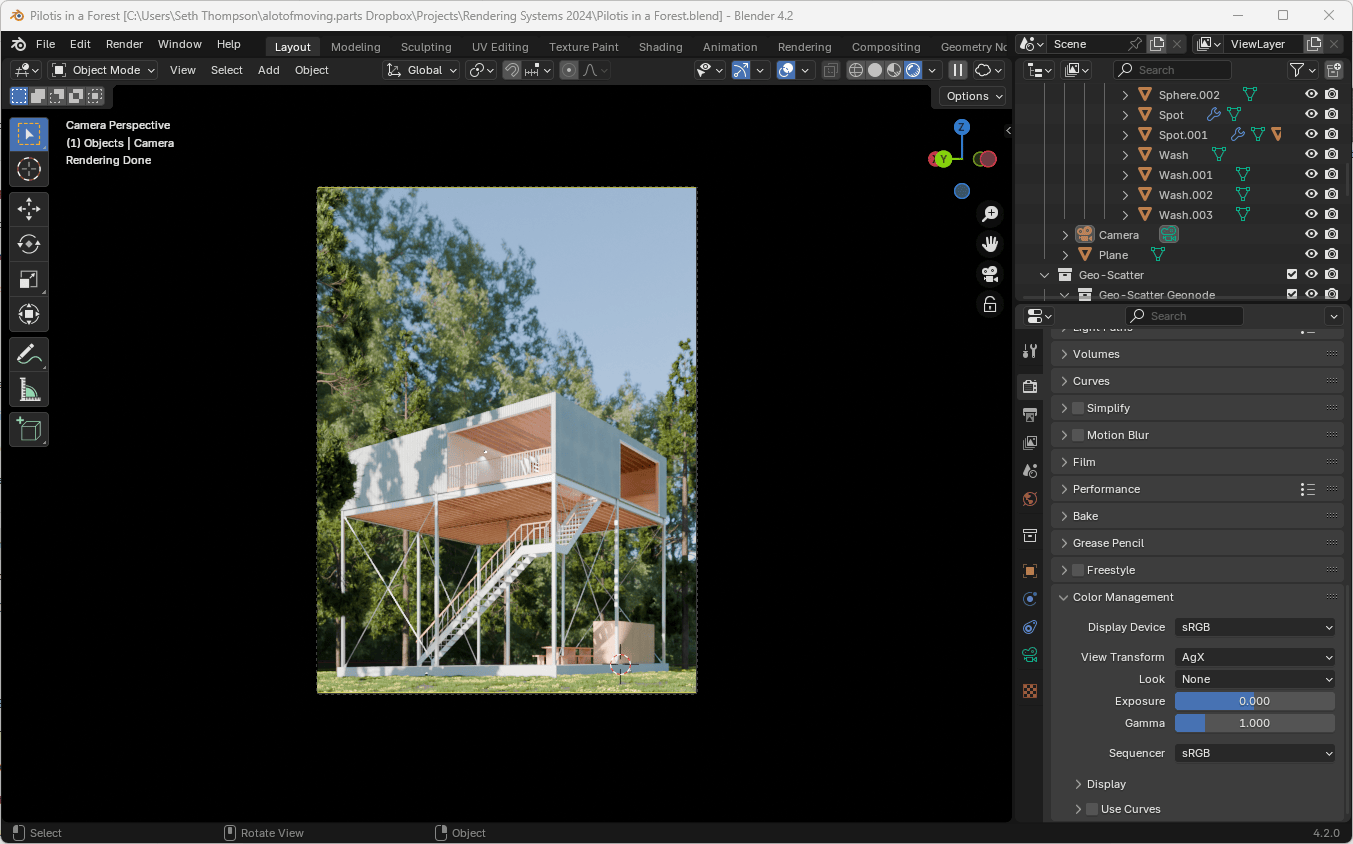 Pilotis in a Forest [C:\Users\Seth Thompson\alotofmoving.parts Dropbox\Projects\Rendering Systems 2024\Pilotis in a Forest.blend] - Blender 4.2
File Edit Render Window Help Layout Modeling Sculpting UV Editing Texture Paint Shading Animation Rendering Compositing Geometry No Scene ViewLayer
Object Mode View Select Add Object Global Search
Options
Camera Perspective
(1) Objects | Camera
Rendering Done
Z
Y
Sphere.002
Spot
Spot.001
Wash
Wash.001
Wash.002
Wash.003
Camera
Plane
Geo-Scatter
Geo-Scatter Geonode
Search
Light Paths
Volumes
Curves
Simplify
Motion Blur
Film
Performance
Bake
Grease Pencil
Freestyle
Color Management
Display Device sRGB
View Transform AgX
Look None
Exposure 0.000
Gamma 1.000
Sequencer sRGB
Display
Use Curves
Select Rotate View Object 4.2.0